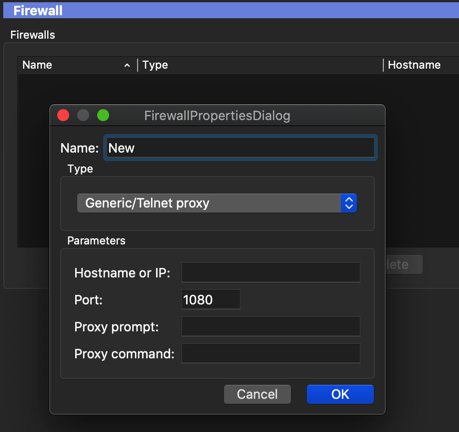 Firewall
Firewalls
Name Type Hostname
FirewallPropertiesDialog
Name: New
Type
Generic/Telnet proxy
Parameters
Hostname or IP:
Port: 1080
Proxy prompt:
Proxy command:
Cancel OK